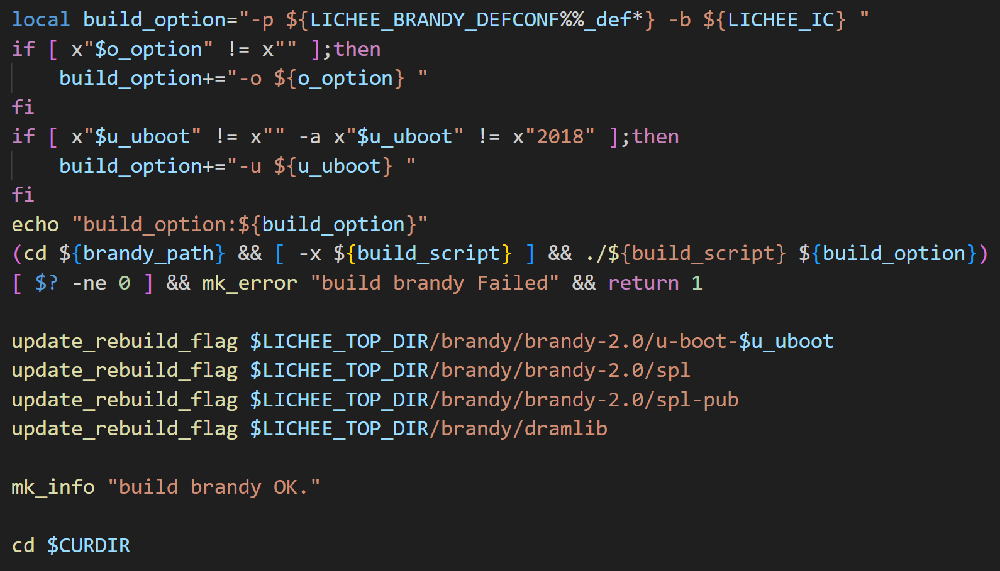 local build_option="-p ${LICHEE_BRANDY_DEFCONF%%_def*} -b ${LICHEE_IC} "
if [ x"$o_option" != x"" ];then
    build_option+="-o ${o_option} "
fi
if [ x"$u_uboot" != x"" -a x"$u_uboot" != x"2018" ];then
    build_option+="-u ${u_uboot} "
fi
echo "build_option:${build_option}"
(cd ${brandy_path} && [ -x ${build_script} ] && ./${build_script} ${build_option})
[ $? -ne 0 ] && mk_error "build brandy Failed" && return 1

update_rebuild_flag $LICHEE_TOP_DIR/brandy/brandy-2.0/u-boot-$u_uboot
update_rebuild_flag $LICHEE_TOP_DIR/brandy/brandy-2.0/spl
update_rebuild_flag $LICHEE_TOP_DIR/brandy/brandy-2.0/spl-pub
update_rebuild_flag $LICHEE_TOP_DIR/brandy/dramlib

mk_info "build brandy OK."

cd $CURDIR